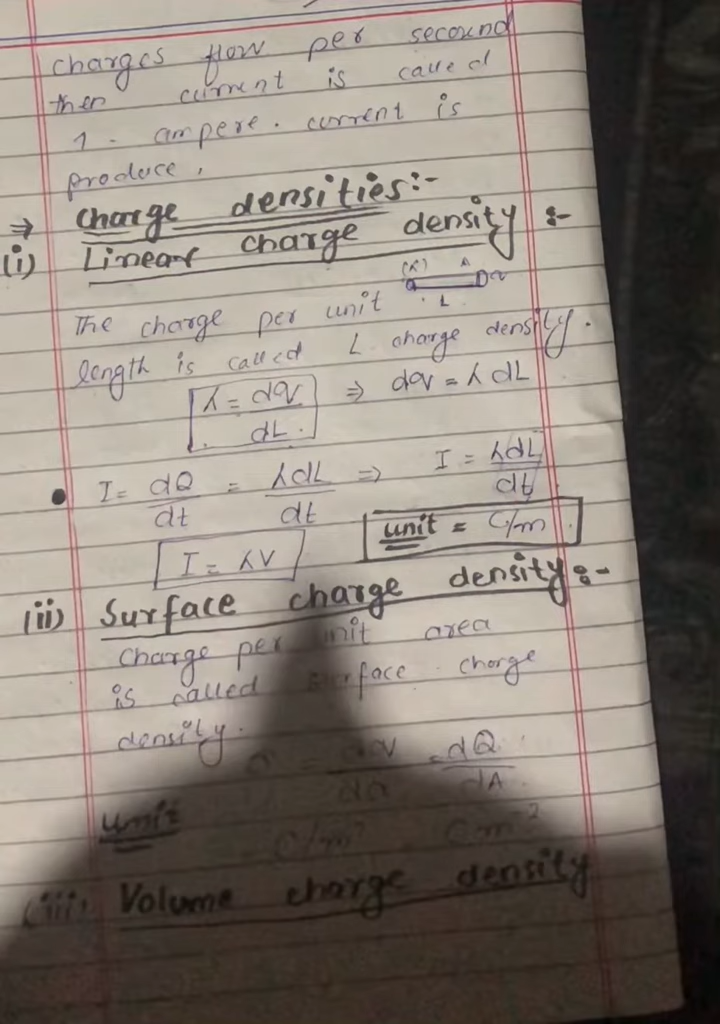 charges flow per secound
then current is called
1 - ampere. current is
produce,
⇒ Charge densities:-
(i) Linear charge density :-
(λ) A
L
The charge per unit
length is called L charge density.
λ = dq/dL ⇒ dq = λ dL
• I = dQ/dt = λdL/dt ⇒ I = λdL/dt
I = λV unit = C/m
(ii) Surface charge density :-
Charge per unit area
is called surface charge
density.
σ = dq/da = dQ/dA
unit
C/m² Cm⁻²
(iii) Volume charge density